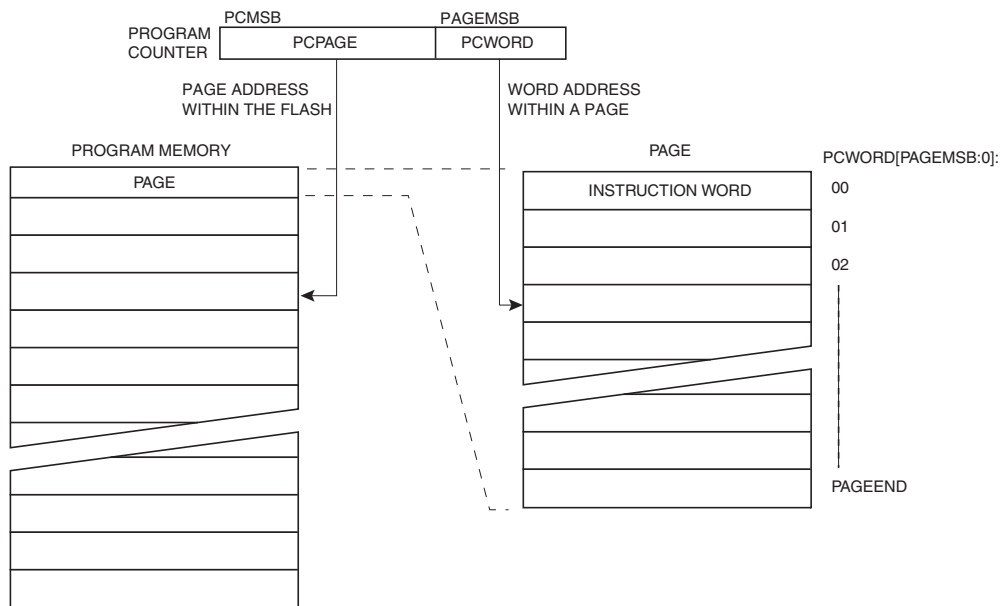 PCMSB PAGEMSB
PROGRAM
COUNTER
PCPAGE PCWORD
PAGE ADDRESS
WITHIN THE FLASH
WORD ADDRESS
WITHIN A PAGE
PROGRAM MEMORY
PAGE
PAGE
INSTRUCTION WORD
PCWORD[PAGEMSB:0]:
00
01
02
PAGEEND